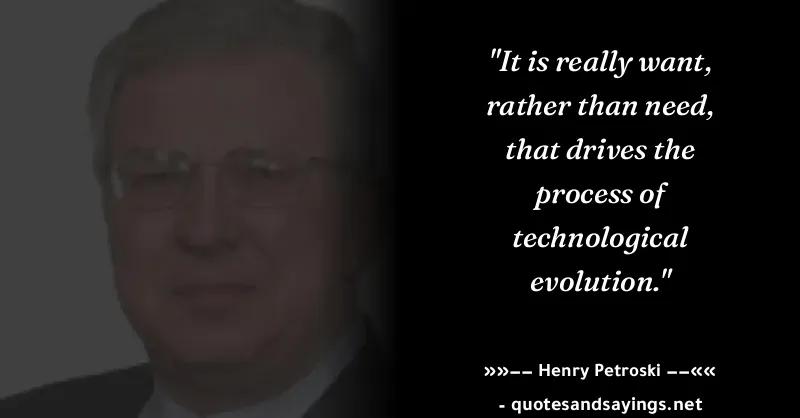 "It is really want,
rather than need,
that drives the
process of
technological
evolution."
»»–– Henry Petroski ––««
- quotesandsayings.net